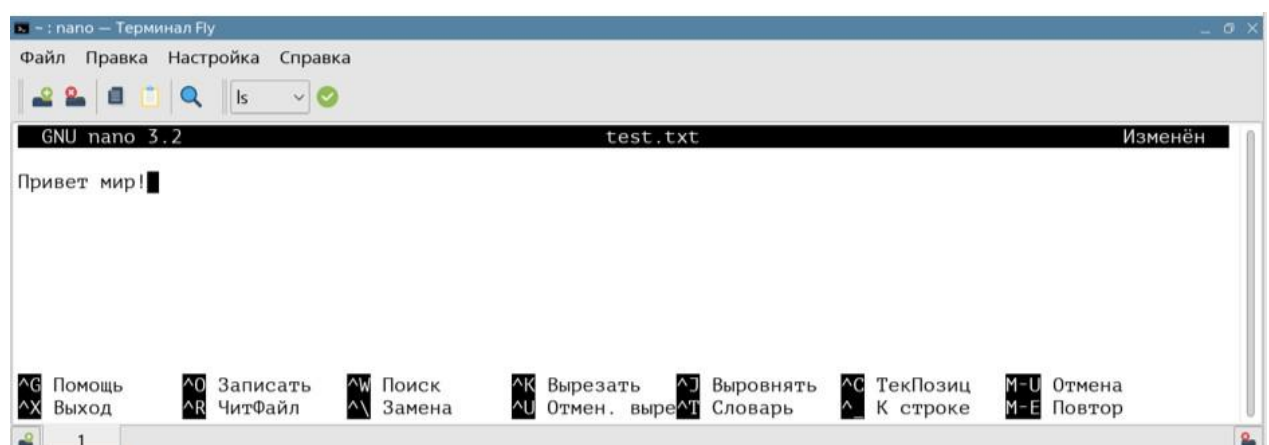 ~ : nano — Терминал Fly
Файл Правка Настройка Справка
ls
GNU nano 3.2 test.txt Изменён
Привет мир!
^G Помощь ^O Записать ^W Поиск ^K Вырезать ^J Выровнять ^C ТекПозиц M-U Отмена
^X Выход ^R ЧитФайл ^\ Замена ^U Отмен. выре^T Словарь ^_ К строке M-E Повтор
1